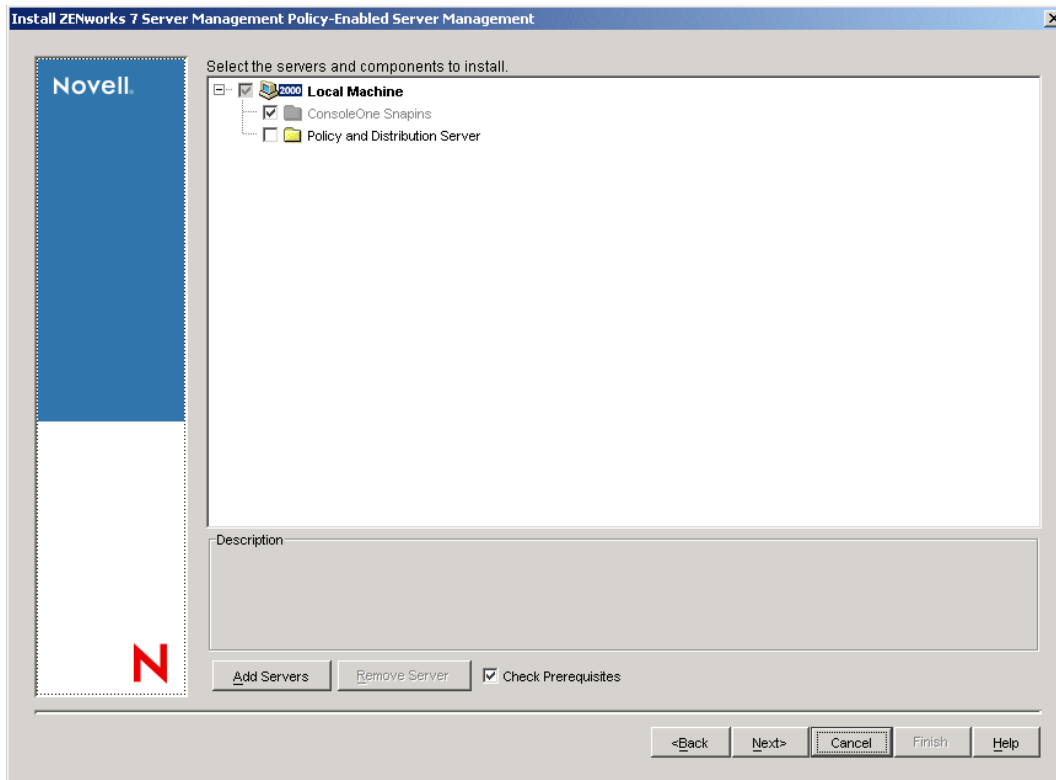 Install ZENworks 7 Server Management Policy-Enabled Server Management
Novell.
Select the servers and components to install.
2000 Local Machine
ConsoleOne Snapins
Policy and Distribution Server
Description
N
Add Servers Remove Server Check Prerequisites
<Back Next> Cancel Finish Help